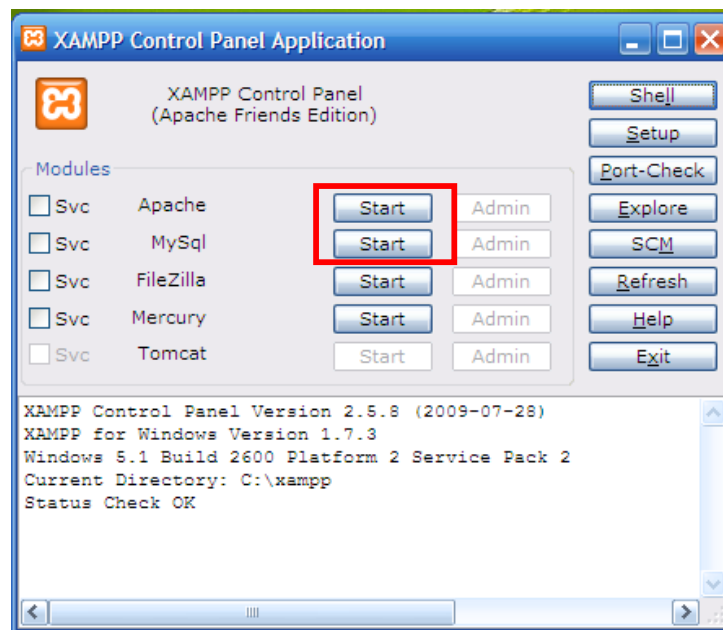 XAMPP Control Panel Application
XAMPP Control Panel
(Apache Friends Edition)
Shell
Setup
Port-Check
Explore
SCM
Refresh
Help
Exit
Modules
Svc Apache Start Admin
Svc MySql Start Admin
Svc FileZilla Start Admin
Svc Mercury Start Admin
Svc Tomcat Start Admin
XAMPP Control Panel Version 2.5.8 (2009-07-28)
XAMPP for Windows Version 1.7.3
Windows 5.1 Build 2600 Platform 2 Service Pack 2
Current Directory: C:\xampp
Status Check OK